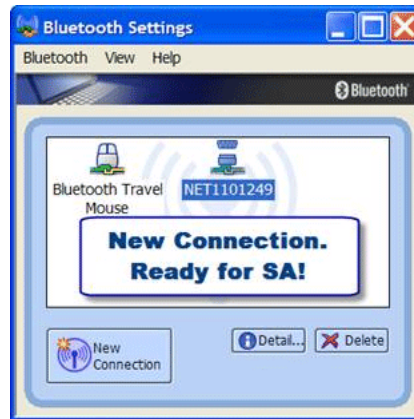 Bluetooth Settings
Bluetooth View Help
Bluetooth
Bluetooth Travel
Mouse
NET1101249
New Connection.
Ready for SA!
New
Connection
Detail...
Delete